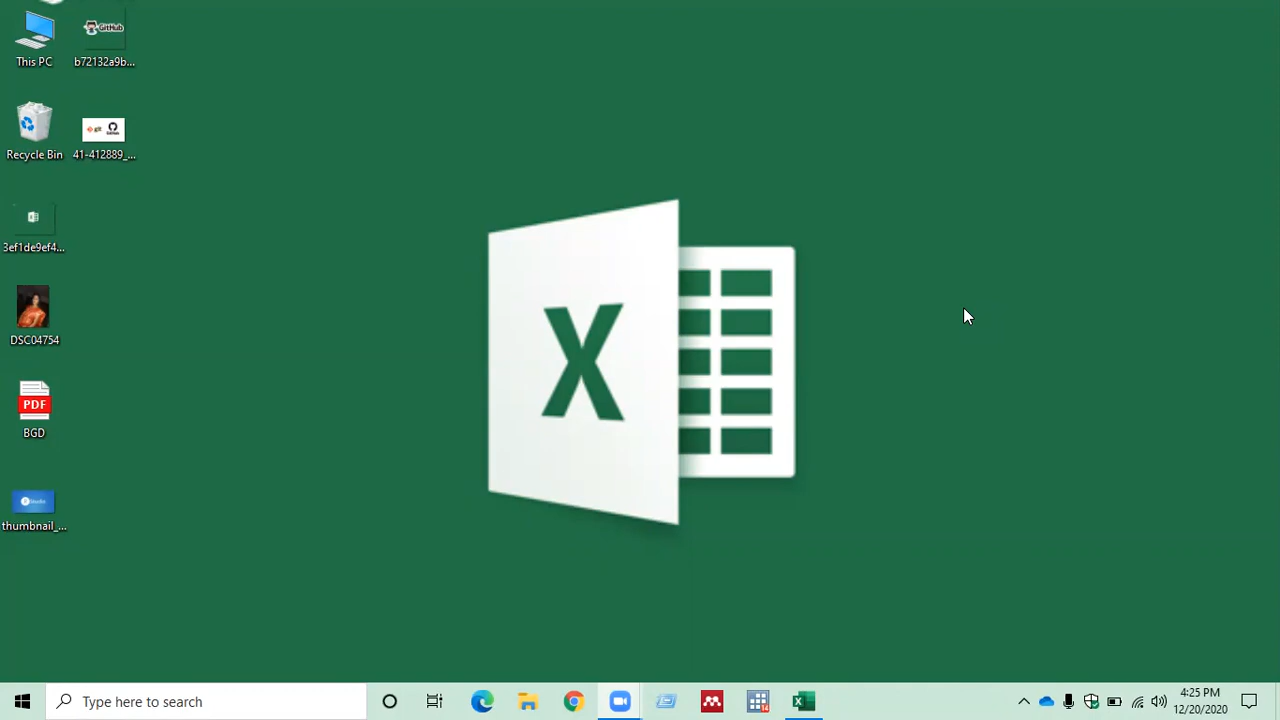 This PC
GitHub
b72132a9b...
Recycle Bin
41-412889_...
3ef1de9ef4...
DSC04754
PDF
BGD
thumbnail_...
X
Type here to search
4:25 PM
12/20/2020